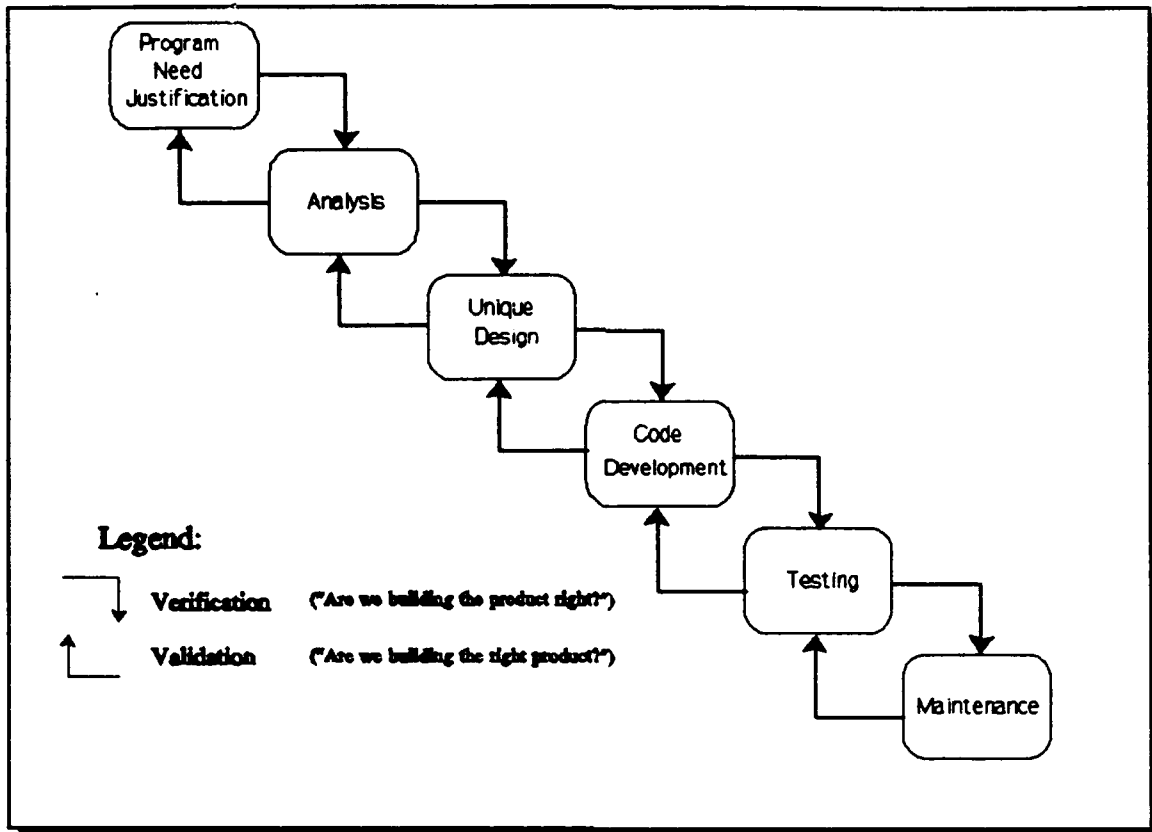 Program
Need
Justification
Analysis
Unique
Design
Code
Development
Testing
Maintenance
Legend:
Verification ("Are we building the product right?")
Validation ("Are we building the right product?")